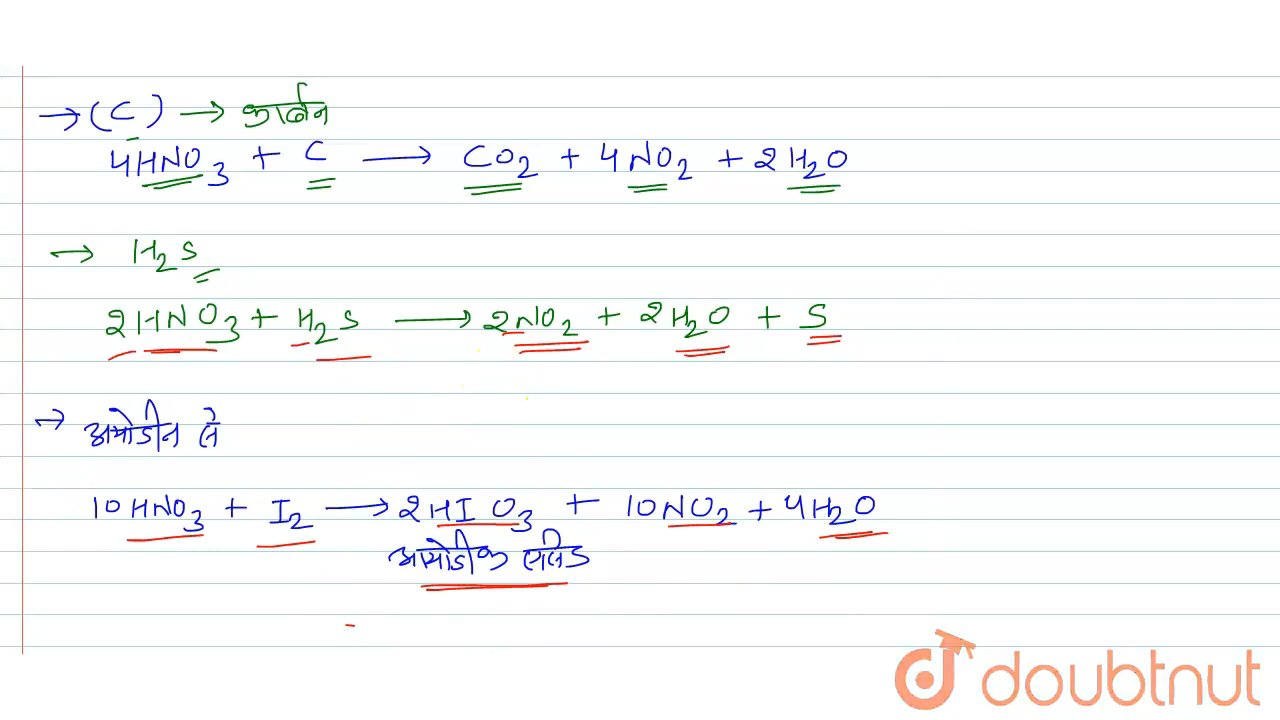 → (C) → कार्बन
4HNO₃ + C ⟶ CO₂ + 4NO₂ + 2H₂O
→ H₂S
2HNO₃ + H₂S ⟶ 2NO₂ + 2H₂O + S
→ आयोडीन से
10HNO₃ + I₂ ⟶ 2HIO₃ + 10NO₂ + 4H₂O
आयोडीक एसिड
doubtnut